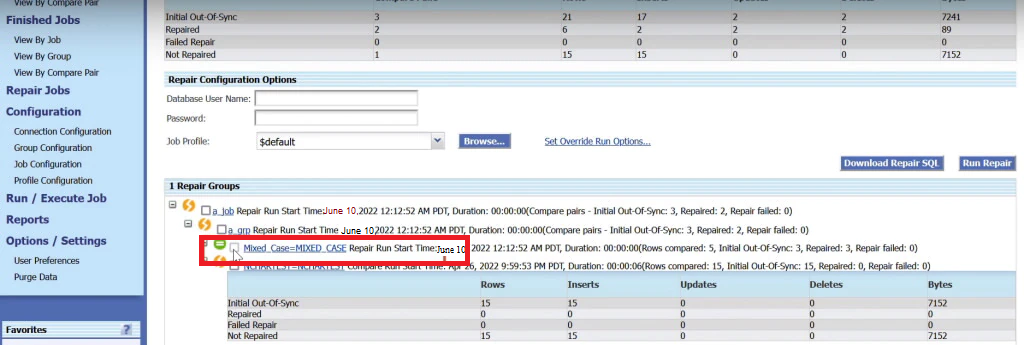 View By Compare Pair
Finished Jobs
View By Job
View By Group
View By Compare Pair
Repair Jobs
Configuration
Connection Configuration
Group Configuration
Job Configuration
Profile Configuration
Run / Execute Job
Reports
Options / Settings
User Preferences
Purge Data
Favorites ?
Initial Out-Of-Sync 3 21 17 2 2 7241
Repaired 2 6 2 2 2 89
Failed Repair 0 0 0 0 0 0
Not Repaired 1 15 15 0 0 7152
Repair Configuration Options
Database User Name:
Password:
Job Profile: $default Browse... Set Override Run Options...
Download Repair SQL Run Repair
1 Repair Groups
a_job Repair Run Start Time:June 10,2022 12:12:52 AM PDT, Duration: 00:00:00(Compare pairs - Initial Out-Of-Sync: 3, Repaired: 2, Repair failed: 0)
a_grp Repair Run Start Time: June 10,2022 12:12:52 AM PDT, Duration: 00:00:00(Compare pairs - Initial Out-Of-Sync: 3, Repaired: 2, Repair failed: 0)
Mixed_Case=MIXED_CASE Repair Run Start Time:June 10, 2022 12:12:52 AM PDT, Duration: 00:00:00(Rows compared: 5, Initial Out-Of-Sync: 3, Repaired: 3, Repair failed: 0)
NCHARTEST=NCHARTEST Compare Run Start Time: Apr 26, 2022 9:59:53 PM PDT, Duration: 00:00:06(Rows compared: 15, Initial Out-Of-Sync: 15, Repaired: 0, Repair failed: 0)
Rows Inserts Updates Deletes Bytes
Initial Out-Of-Sync 15 15 0 0 7152
Repaired 0 0 0 0 0
Failed Repair 0 0 0 0 0
Not Repaired 15 15 0 0 7152